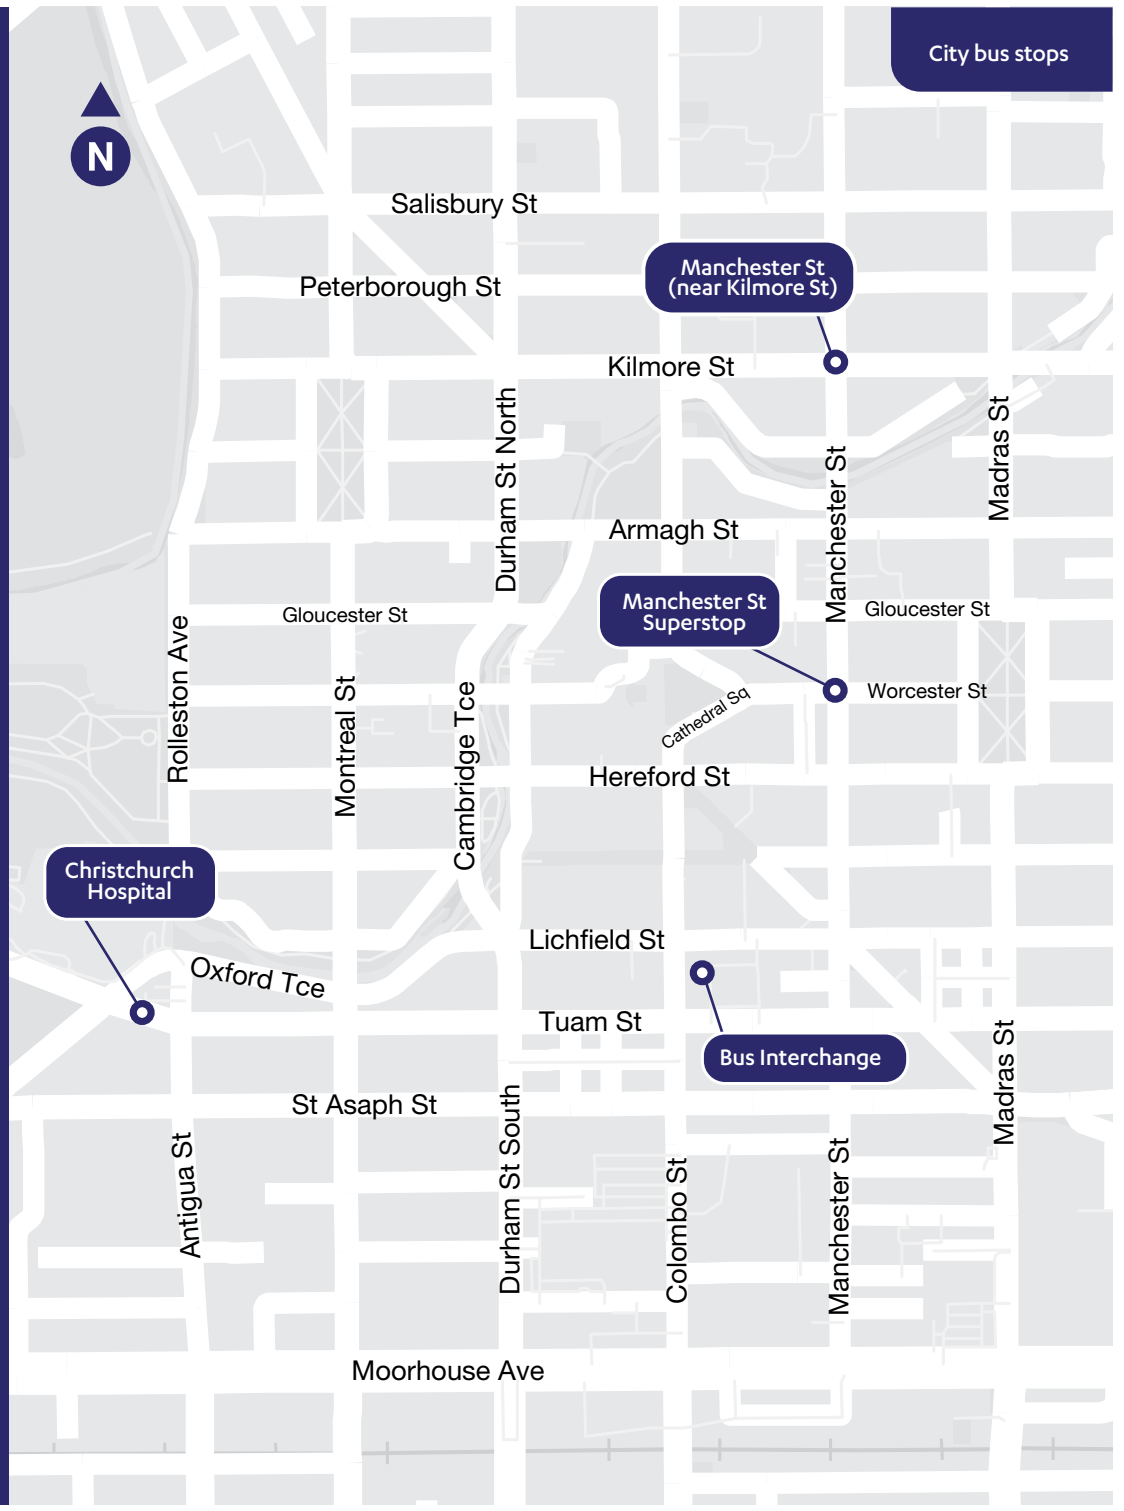 City bus stops
N
Salisbury St
Manchester St
(near Kilmore St)
Peterborough St
Kilmore St
Durham St North
Madras St
Manchester St
Armagh St
Manchester St
Superstop
Gloucester St
Gloucester St
Rolleston Ave
Montreal St
Cambridge Tce
Worcester St
Cathedral Sq
Hereford St
Christchurch
Hospital
Lichfield St
Oxford Tce
Tuam St
Bus Interchange
Madras St
St Asaph St
Durham St South
Antigua St
Colombo St
Manchester St
Moorhouse Ave